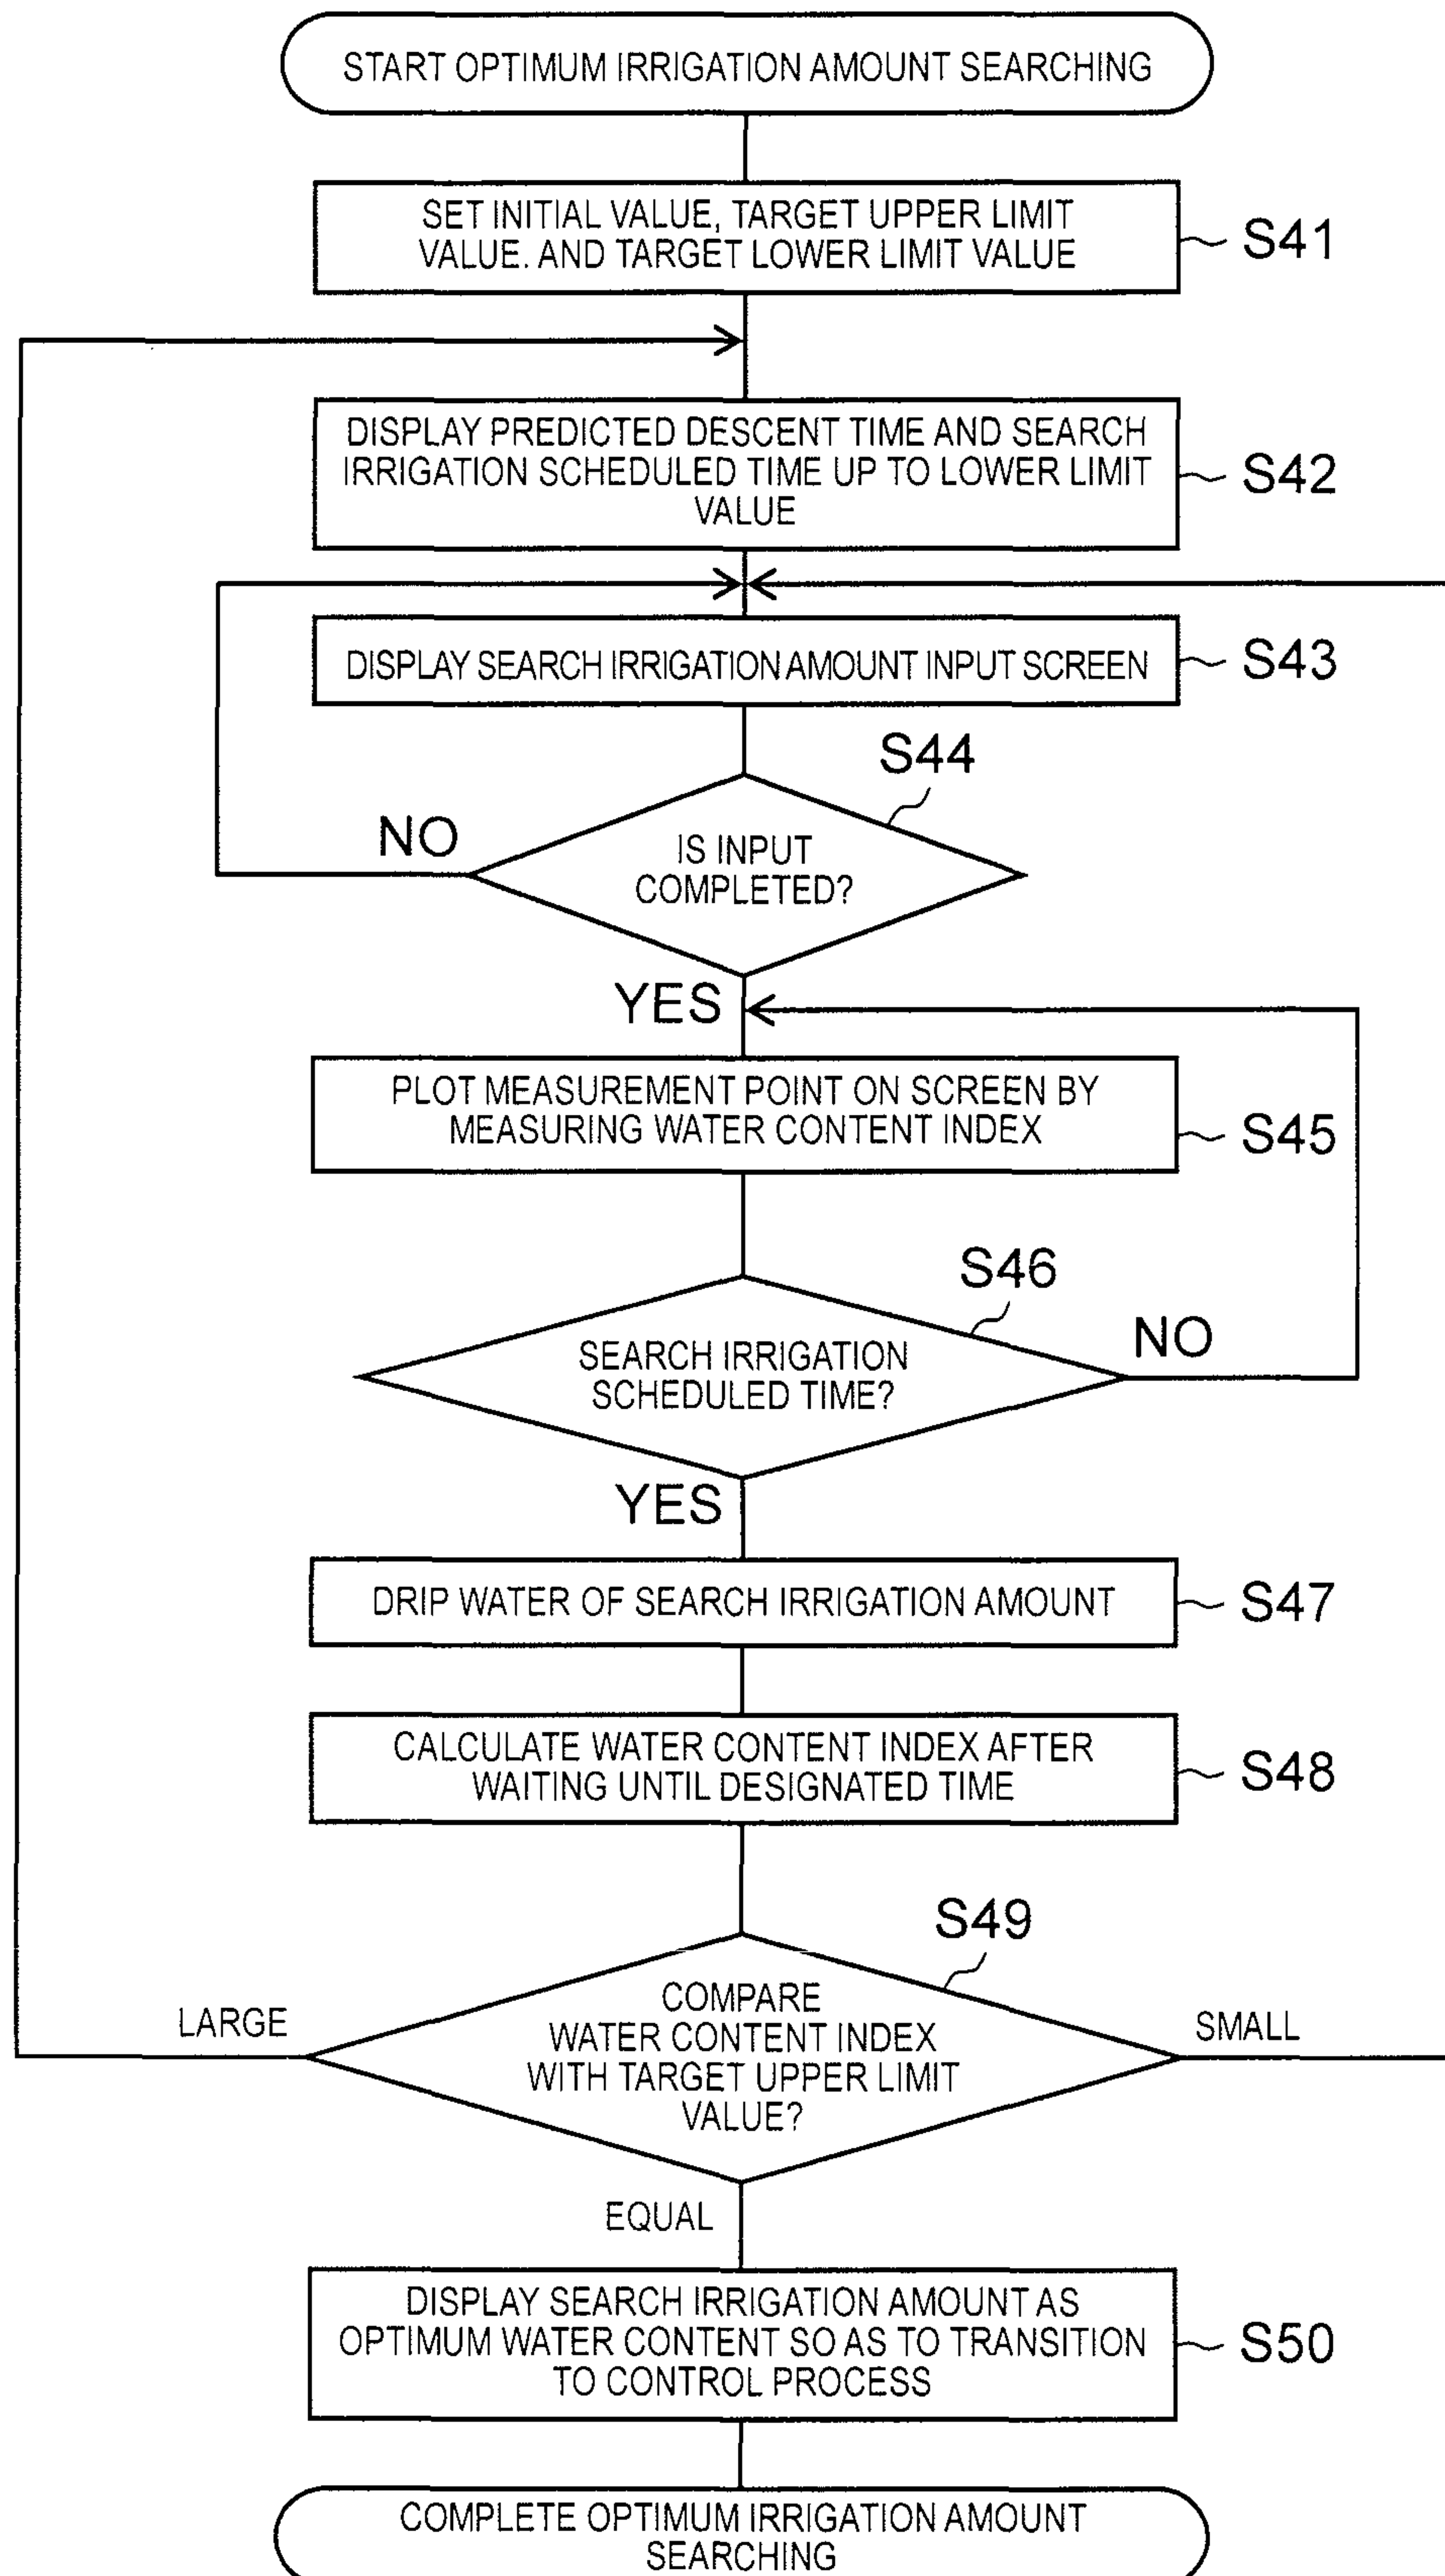 START OPTIMUM IRRIGATION AMOUNT SEARCHING
SET INITIAL VALUE, TARGET UPPER LIMIT
VALUE. AND TARGET LOWER LIMIT VALUE
S41
DISPLAY PREDICTED DESCENT TIME AND SEARCH
IRRIGATION SCHEDULED TIME UP TO LOWER LIMIT
VALUE
S42
DISPLAY SEARCH IRRIGATION AMOUNT INPUT SCREEN
S43
S44
NO
IS INPUT
COMPLETED?
YES
PLOT MEASUREMENT POINT ON SCREEN BY
MEASURING WATER CONTENT INDEX
S45
S46
NO
SEARCH IRRIGATION
SCHEDULED TIME?
YES
DRIP WATER OF SEARCH IRRIGATION AMOUNT
S47
CALCULATE WATER CONTENT INDEX AFTER
WAITING UNTIL DESIGNATED TIME
S48
S49
LARGE
COMPARE
WATER CONTENT INDEX
WITH TARGET UPPER LIMIT
VALUE?
SMALL
EQUAL
DISPLAY SEARCH IRRIGATION AMOUNT AS
OPTIMUM WATER CONTENT SO AS TO TRANSITION
TO CONTROL PROCESS
S50
COMPLETE OPTIMUM IRRIGATION AMOUNT
SEARCHING